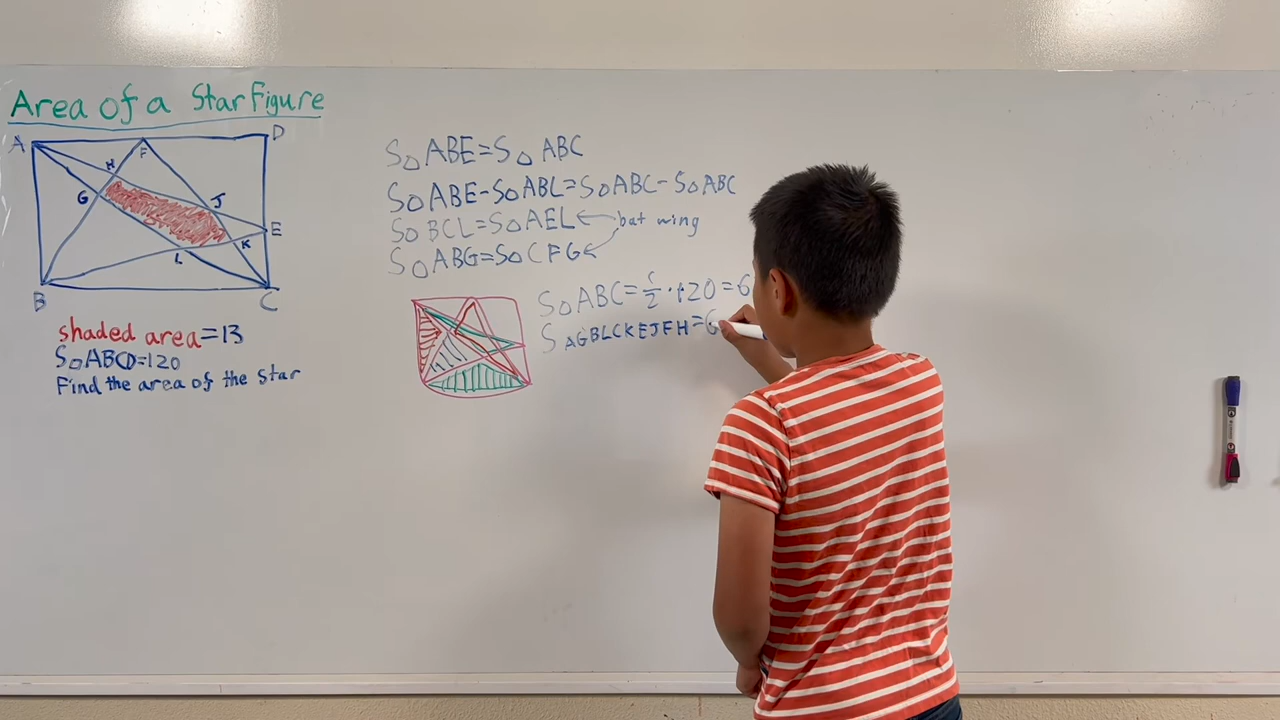 Area of a Star Figure
A
F
D
H
G
J
E
K
L
B
C
shaded area=13
S▱ABCD=120
Find the area of the star
S△ABE=S△ABC
S△ABE-S△ABL=S△ABC-S△ABC
S△BCL=S△AEL
bat wing
S△ABG=S△CFG
S△ABC=1/2·120=6
S AGBLCKEJFH=6